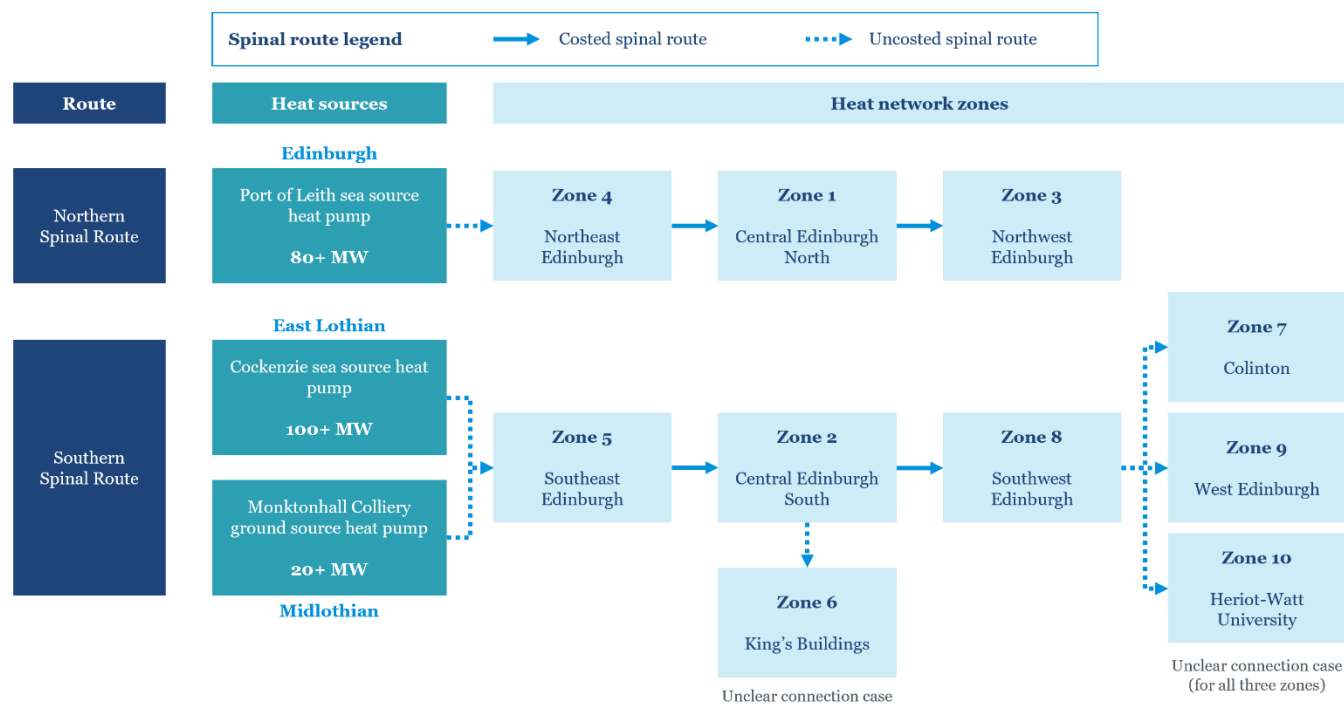 Spinal route legend
Costed spinal route
Uncosted spinal route
Route
Heat sources
Heat network zones
Edinburgh
Northern
Spinal Route
Port of Leith sea source
heat pump
80+ MW
Zone 4
Northeast
Edinburgh
Zone 1
Central Edinburgh
North
Zone 3
Northwest
Edinburgh
Southern
Spinal Route
East Lothian
Cockenzie sea source heat
pump
100+ MW
Monktonhall Colliery
ground source heat pump
20+ MW
Midlothian
Zone 5
Southeast
Edinburgh
Zone 2
Central Edinburgh
South
Zone 8
Southwest
Edinburgh
Zone 6
King’s Buildings
Unclear connection case
Zone 7
Colinton
Zone 9
West Edinburgh
Zone 10
Heriot-Watt
University
Unclear connection case
(for all three zones)